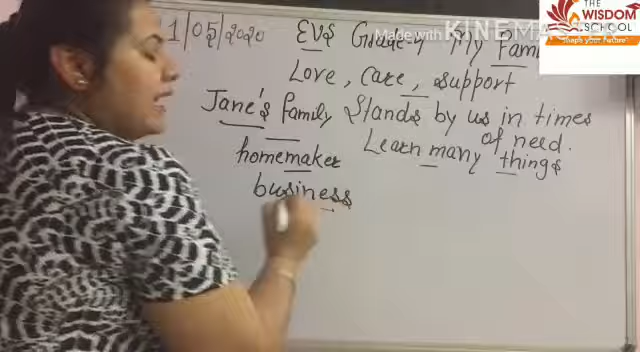 1/05/2020 EVS Grade-4 My Fami
Love, care, support
Jane's family Stands by us in times
of need.
homemaker Learn many things
business
Made with KINEMASTER
THE
WISDOM
SCHOOL